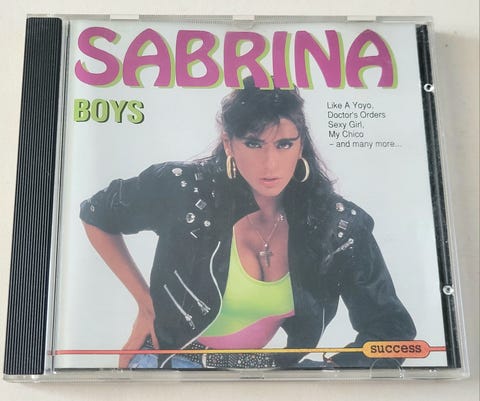 SABRINA
BOYS
Like A Yoyo,
Doctor's Orders
Sexy Girl,
My Chico
– and many more...
success